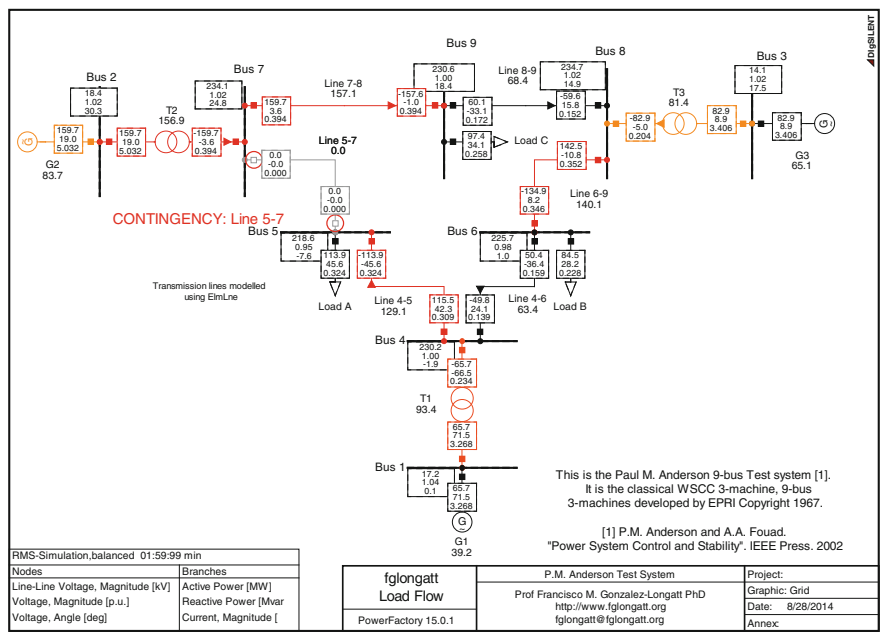 DIgSILENT
Bus 2
18.4
1.02
30.3
Bus 7
234.1
1.02
24.8
Bus 9
230.6
1.00
18.4
Bus 8
234.7
1.02
14.9
Bus 3
14.1
1.02
17.5
G
~
G2
83.7
159.7
19.0
5.032
159.7
19.0
5.032
T2
156.9
-159.7
-3.6
0.394
159.7
3.6
0.394
Line 7-8
157.1
-157.6
-1.0
0.394
60.1
-33.1
0.172
Line 8-9
68.4
-59.6
15.8
0.152
97.4
34.1
0.258
Load C
-82.9
-5.0
0.204
T3
81.4
82.9
8.9
3.406
82.9
8.9
3.406
G
~
G3
65.1
Line 5-7
0.0
0.0
-0.0
0.000
0.0
-0.0
0.000
142.5
-10.8
0.352
Line 6-9
140.1
-134.9
8.2
0.346
CONTINGENCY: Line 5-7
Bus 5
218.6
0.95
-7.6
113.9
45.6
0.324
-113.9
-45.6
0.324
Load A
Transmission lines modelled
using ElmLne
Bus 6
225.7
0.98
1.0
50.4
-36.4
0.159
84.5
28.2
0.228
Load B
Line 4-5
129.1
115.5
42.3
0.309
-49.8
24.1
0.139
Line 4-6
63.4
Bus 4
230.2
1.00
-1.9
-65.7
-66.5
0.234
T1
93.4
65.7
71.5
3.268
Bus 1
17.2
1.04
0.1
65.7
71.5
3.268
G
~
G1
39.2
This is the Paul M. Anderson 9-bus Test system [1].
It is the classical WSCC 3-machine, 9-bus
3-machines developed by EPRI Copyright 1967.
[1] P.M. Anderson and A.A. Fouad.
"Power System Control and Stability". IEEE Press. 2002
RMS-Simulation,balanced 01:59:99 min
Nodes
Branches
Line-Line Voltage, Magnitude [kV]
Active Power [MW]
Voltage, Magnitude [p.u.]
Reactive Power [Mvar
Voltage, Angle [deg]
Current, Magnitude [
fglongatt
Load Flow
PowerFactory 15.0.1
P.M. Anderson Test System
Prof Francisco M. Gonzalez-Longatt PhD
http://www.fglongatt.org
fglongatt@fglongatt.org
Project:
Graphic: Grid
Date: 8/28/2014
Annex: